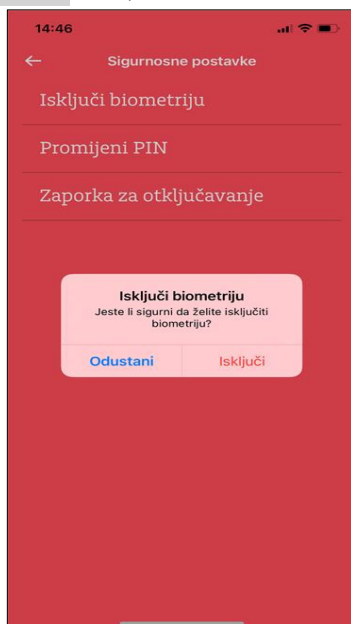 14:46
Sigurnosne postavke
Isključi biometriju
Promijeni PIN
Zaporka za otključavanje
Isključi biometriju
Jeste li sigurni da želite isključiti
biometriju?
Odustani Isključi